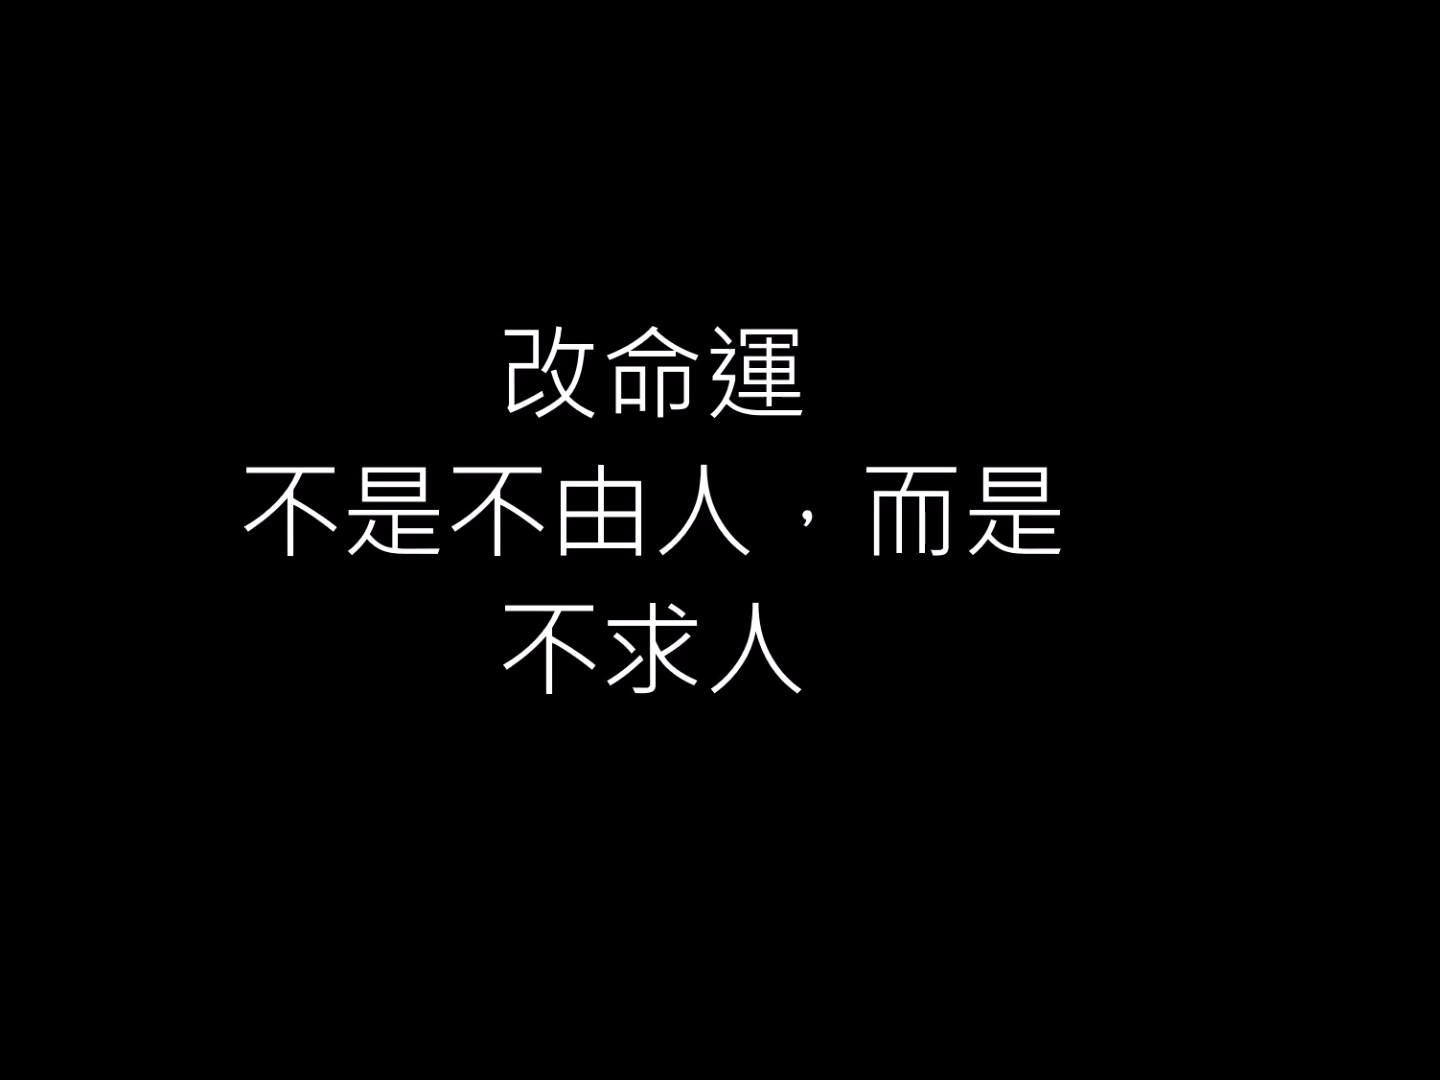 改命運
不是不由人，而是
不求人